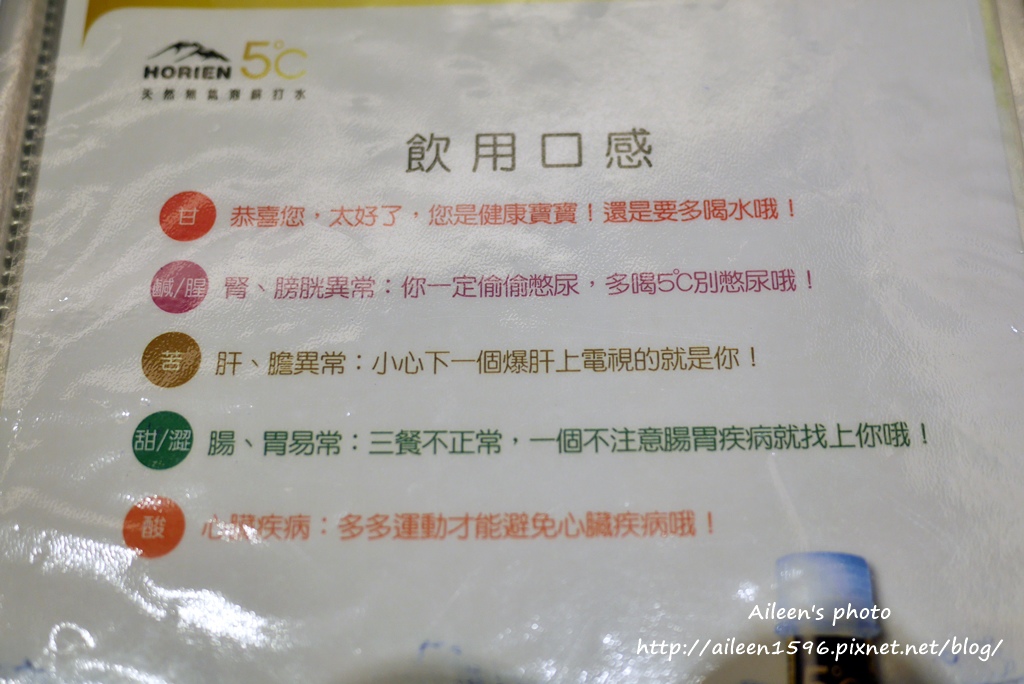 HORIEN 5℃
天然無氣溶鋅打水
飲用口感
甘 恭喜您，太好了，您是健康寶寶！還是要多喝水哦！
鹹/腥 腎、膀胱異常：你一定偷偷憋尿，多喝5℃別憋尿哦！
苦 肝、膽異常：小心下一個爆肝上電視的就是你！
甜/澀 腸、胃易常：三餐不正常，一個不注意腸胃疾病就找上你哦！
酸 心臟疾病：多多運動才能避免心臟疾病哦！
Aileen's photo
http://aileen1596.pixnet.net/blog/